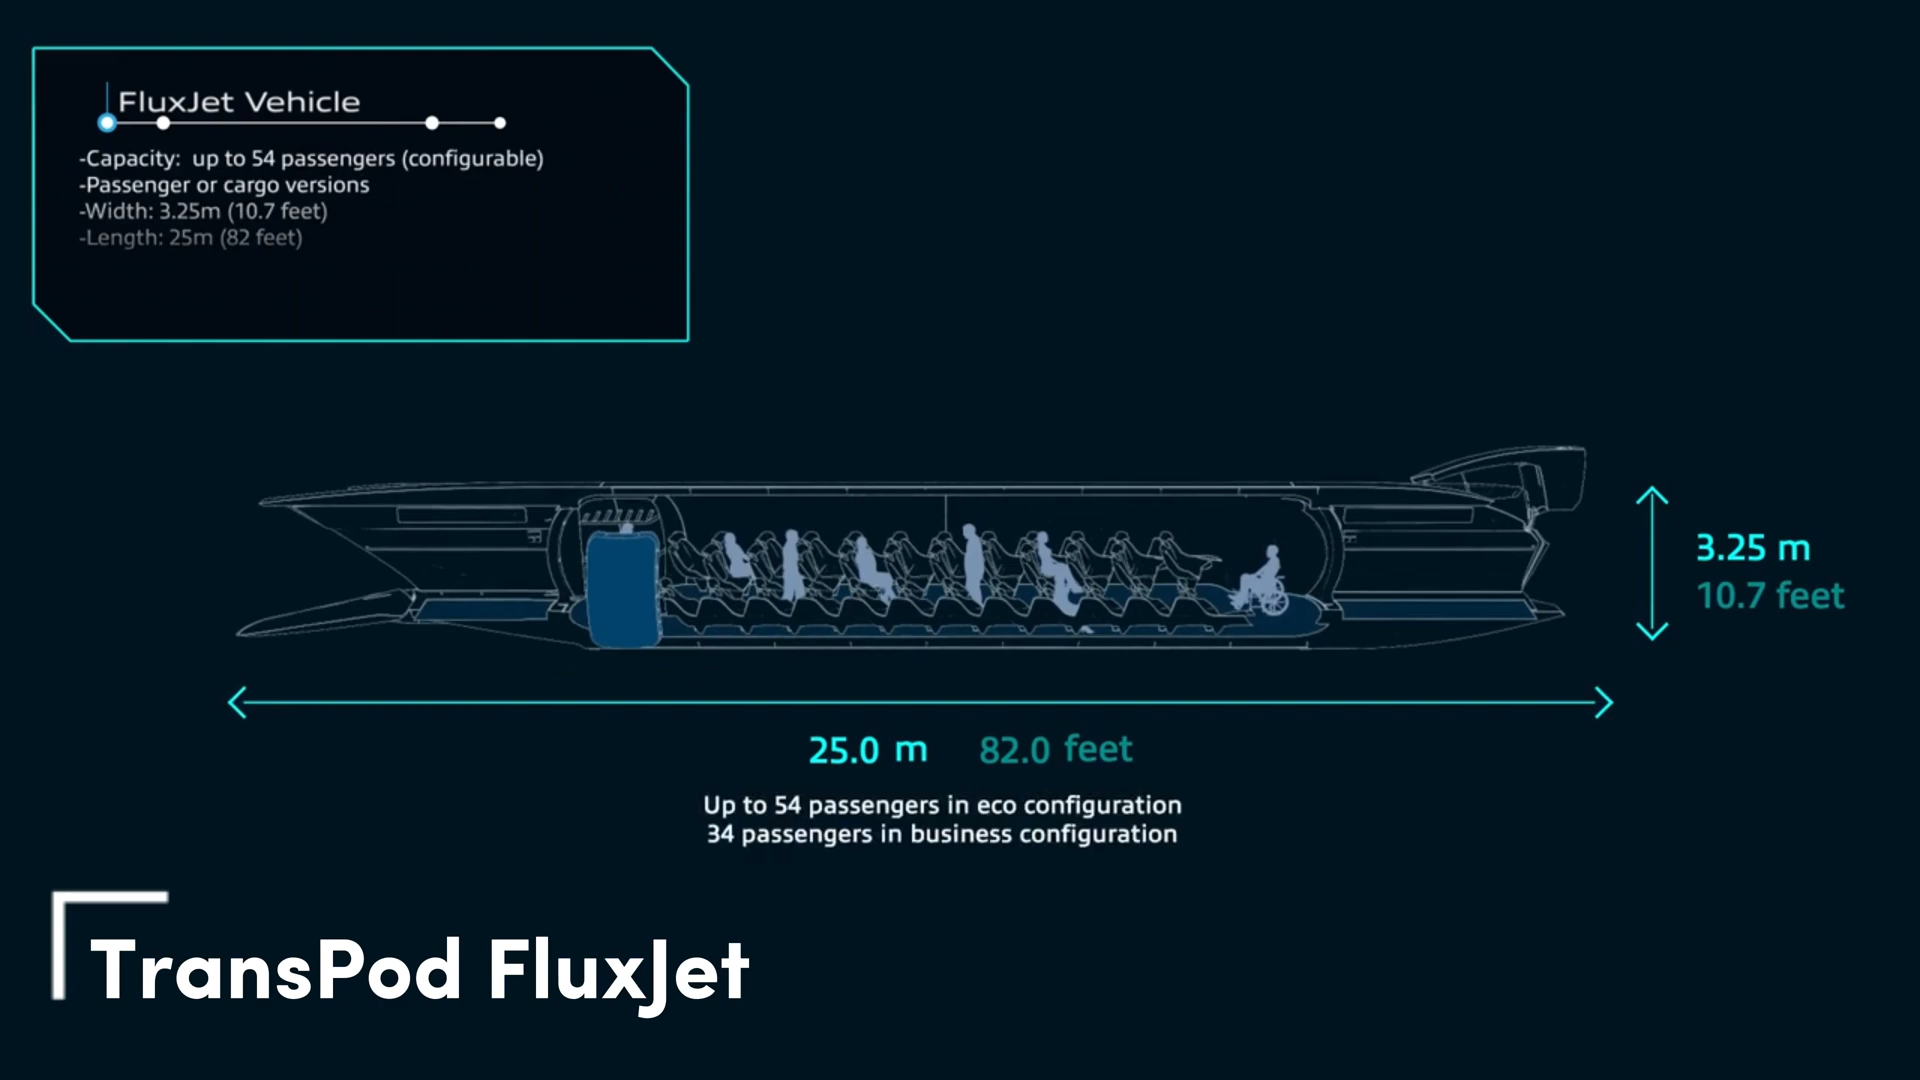 FluxJet Vehicle
-Capacity:  up to 54 passengers (configurable)
-Passenger or cargo versions
-Width: 3.25m (10.7 feet)
-Length: 25m (82 feet)
3.25 m
10.7 feet
25.0 m 82.0 feet
Up to 54 passengers in eco configuration
34 passengers in business configuration
TransPod FluxJet